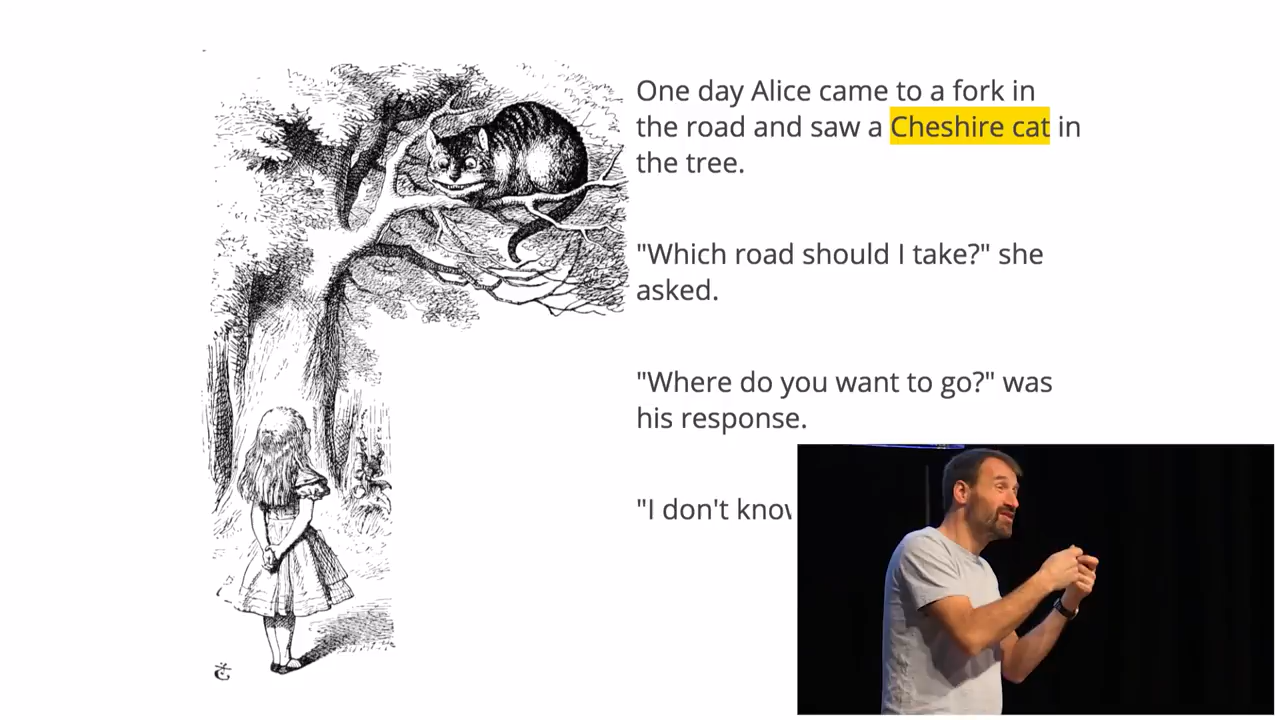 One day Alice came to a fork in
the road and saw a Cheshire cat in
the tree.
"Which road should I take?" she
asked.
"Where do you want to go?" was
his response.
"I don't